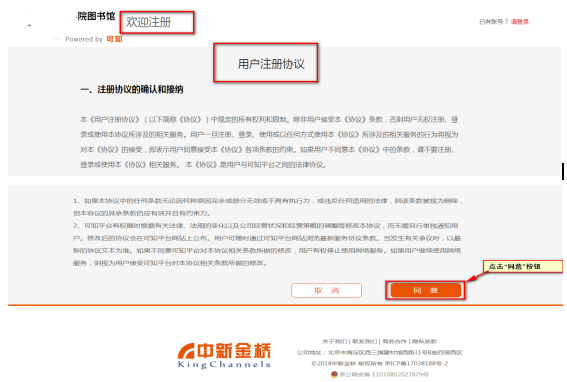 院图书馆 欢迎注册
已有账号？请登录
Powered by 可知
用户注册协议
一、注册协议的确认和接纳
本《用户注册协议》（以下简称《协议》）中规定的所有权利和限制。除非用户接受本《协议》条款，否则用户无权注册、登
录或使用本协议所涉及的相关服务。用户一旦注册、登录、使用或以任何方式使用本《协议》所涉及的相关服务的行为将视为
对本《协议》的接受，即表示用户同意接受本《协议》各项条款的约束。如果用户不同意本《协议》中的条款，请不要注册、
登录或使用本《协议》相关服务。 本《协议》是用户与可知平台之间的法律协议。
1、如果本协议中的任何条款无论因何种原因完全或部分无效或不具有执行力，或违反任何适用的法律，则该条款被视为删除，
但本协议的其余条款仍应有效并且有约束力。
2、可知平台有权随时根据有关法律、法规的变化以及公司经营状况和经营策略的调整等修改本协议，而无需另行单独通知用
户。修改后的协议会在可知平台网站上公布。用户可随时通过可知平台网站浏览最新服务协议条款。当发生有关争议时，以最
新的协议文本为准。如果不同意可知平台对本协议相关条款所做的修改，用户有权停止使用网络服务。如果用户继续使用网络
服务，则视为用户接受可知平台对本协议相关条款所做的修改。
点击“同意”按钮
取 消 同 意
中新金桥
KingChannels
关于我们 | 联系我们 | 商务合作 | 隐私条款
公司地址：北京市海淀区西三旗建材城西路31号B座四层西区
©2018中新金桥 版权所有 京ICP备17038188号-2
京公网安备 11010802027879号